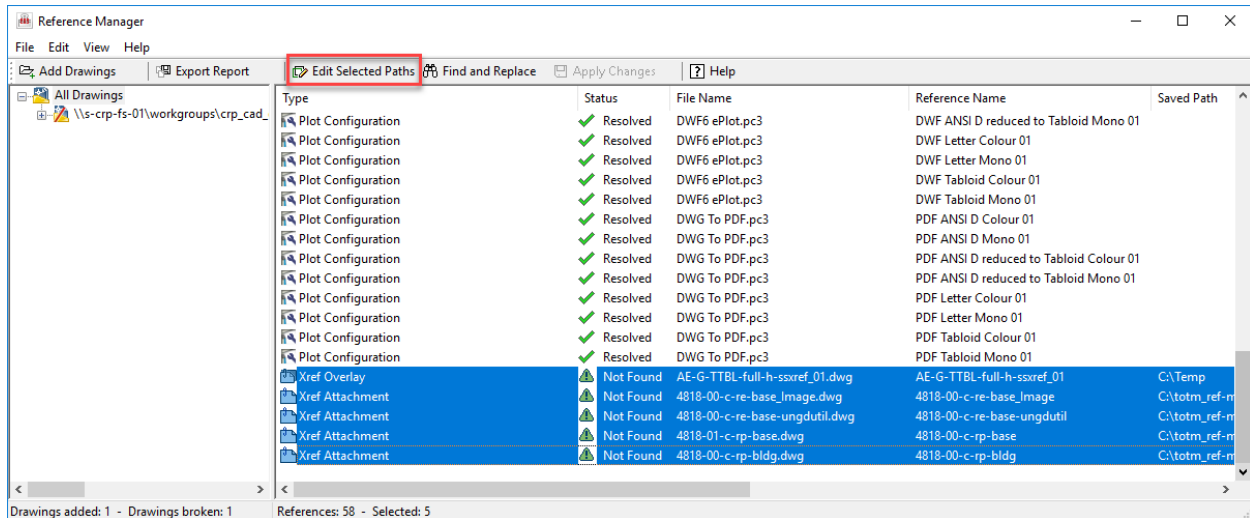 Reference Manager
File Edit View Help
Add Drawings Export Report Edit Selected Paths Find and Replace Apply Changes ? Help
All Drawings
\\s-crp-fs-01\workgroups\crp_cad_
Type Status File Name Reference Name Saved Path
Plot Configuration Resolved DWF6 ePlot.pc3 DWF ANSI D reduced to Tabloid Mono 01
Plot Configuration Resolved DWF6 ePlot.pc3 DWF Letter Colour 01
Plot Configuration Resolved DWF6 ePlot.pc3 DWF Letter Mono 01
Plot Configuration Resolved DWF6 ePlot.pc3 DWF Tabloid Colour 01
Plot Configuration Resolved DWF6 ePlot.pc3 DWF Tabloid Mono 01
Plot Configuration Resolved DWG To PDF.pc3 PDF ANSI D Colour 01
Plot Configuration Resolved DWG To PDF.pc3 PDF ANSI D Mono 01
Plot Configuration Resolved DWG To PDF.pc3 PDF ANSI D reduced to Tabloid Colour 01
Plot Configuration Resolved DWG To PDF.pc3 PDF ANSI D reduced to Tabloid Mono 01
Plot Configuration Resolved DWG To PDF.pc3 PDF Letter Colour 01
Plot Configuration Resolved DWG To PDF.pc3 PDF Letter Mono 01
Plot Configuration Resolved DWG To PDF.pc3 PDF Tabloid Colour 01
Plot Configuration Resolved DWG To PDF.pc3 PDF Tabloid Mono 01
Xref Overlay Not Found AE-G-TTBL-full-h-ssxref_01.dwg AE-G-TTBL-full-h-ssxref_01 C:\Temp
Xref Attachment Not Found 4818-00-c-re-base_Image.dwg 4818-00-c-re-base_Image C:\totm_ref-m
Xref Attachment Not Found 4818-00-c-re-base-ungdutil.dwg 4818-00-c-re-base-ungdutil C:\totm_ref-m
Xref Attachment Not Found 4818-01-c-rp-base.dwg 4818-00-c-rp-base C:\totm_ref-m
Xref Attachment Not Found 4818-00-c-rp-bldg.dwg 4818-00-c-rp-bldg C:\totm_ref-m
Drawings added: 1 - Drawings broken: 1 References: 58 - Selected: 5